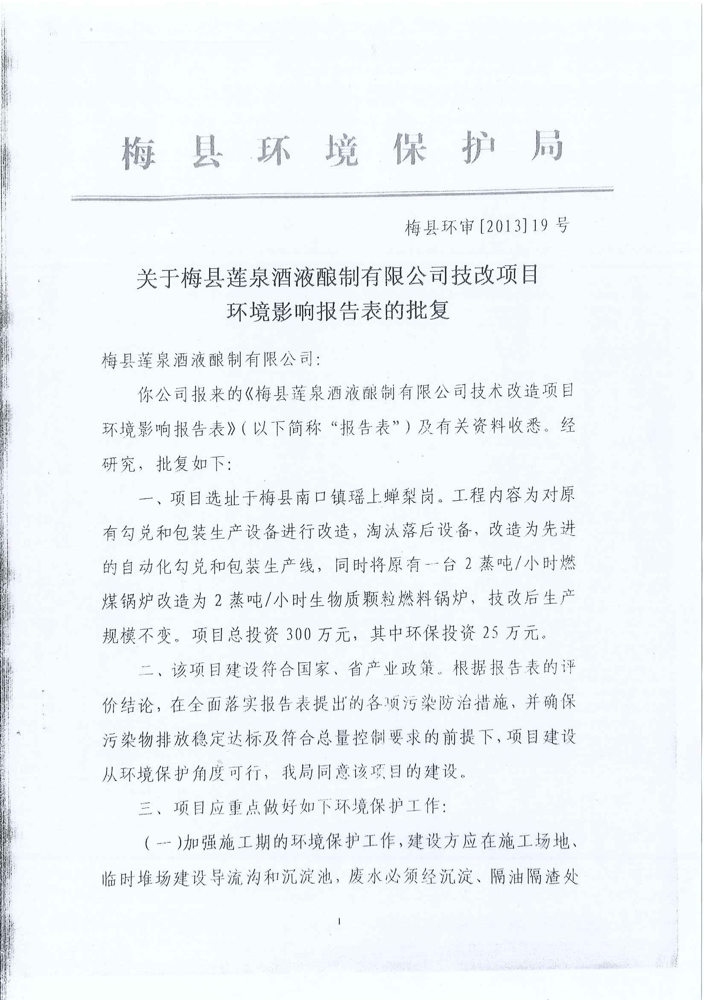 梅县环境保护局
梅县环审[2013]19号
关于梅县莲泉酒液酿制有限公司技改项目
环境影响报告表的批复
梅县莲泉酒液酿制有限公司：
你公司报来的《梅县莲泉酒液酿制有限公司技术改造项目
环境影响报告表》（以下简称“报告表”）及有关资料收悉。经
研究，批复如下：
一、项目选址于梅县南口镇瑶上蝉梨岗。工程内容为对原
有勾兑和包装生产设备进行改造，淘汰落后设备，改造为先进
的自动化勾兑和包装生产线，同时将原有一台2蒸吨/小时燃
煤锅炉改造为2蒸吨/小时生物质颗粒燃料锅炉，技改后生产
规模不变。项目总投资300万元，其中环保投资25万元。
二、该项目建设符合国家、省产业政策。根据报告表的评
价结论，在全面落实报告表提出的各项污染防治措施，并确保
污染物排放稳定达标及符合总量控制要求的前提下，项目建设
从环境保护角度可行，我局同意该项目的建设。
三、项目应重点做好如下环境保护工作：
(一)加强施工期的环境保护工作，建设方应在施工场地、
临时堆场建设导流沟和沉淀池，废水必须经沉淀、隔油隔渣处
1